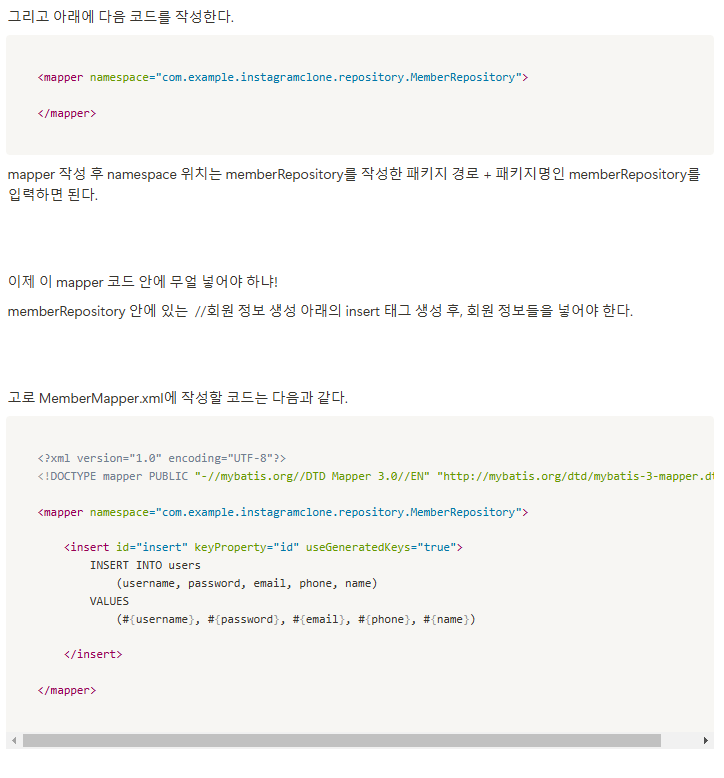 그리고 아래에 다음 코드를 작성한다.
<mapper namespace="com.example.instagramclone.repository.MemberRepository">
</mapper>
mapper 작성 후 namespace 위치는 memberRepository를 작성한 패키지 경로 + 패키지명인 memberRepository를
입력하면 된다.
이제 이 mapper 코드 안에 무얼 넣어야 하냐!
memberRepository 안에 있는 //회원 정보 생성 아래의 insert 태그 생성 후, 회원 정보들을 넣어야 한다.
고로 MemberMapper.xml에 작성할 코드는 다음과 같다.
<?xml version="1.0" encoding="UTF-8"?>
<!DOCTYPE mapper PUBLIC "-//mybatis.org//DTD Mapper 3.0//EN" "http://mybatis.org/dtd/mybatis-3-mapper.dt
<mapper namespace="com.example.instagramclone.repository.MemberRepository">
<insert id="insert" keyProperty="id" useGeneratedKeys="true">
INSERT INTO users
(username, password, email, phone, name)
VALUES
(#{username}, #{password}, #{email}, #{phone}, #{name})
</insert>
</mapper>